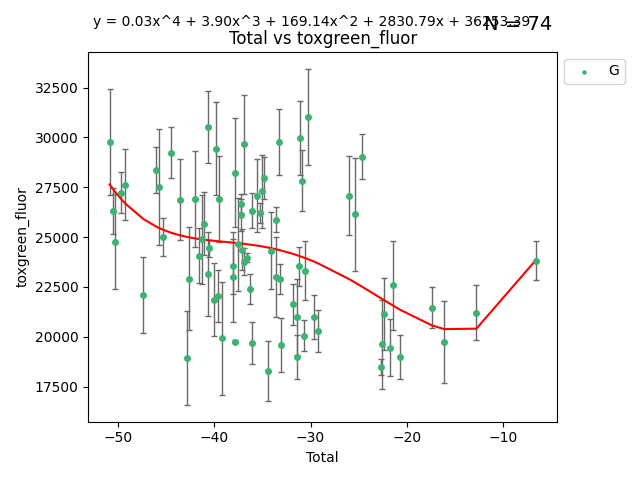 y = 0.03x^4 + 3.90x^3 + 169.14x^2 + 2830.79x + 36253.39
N = 74
Total vs toxgreen_fluor
G
32500
30000
27500
25000
22500
20000
17500
toxgreen_fluor
−50 −40 −30 −20 −10
Total